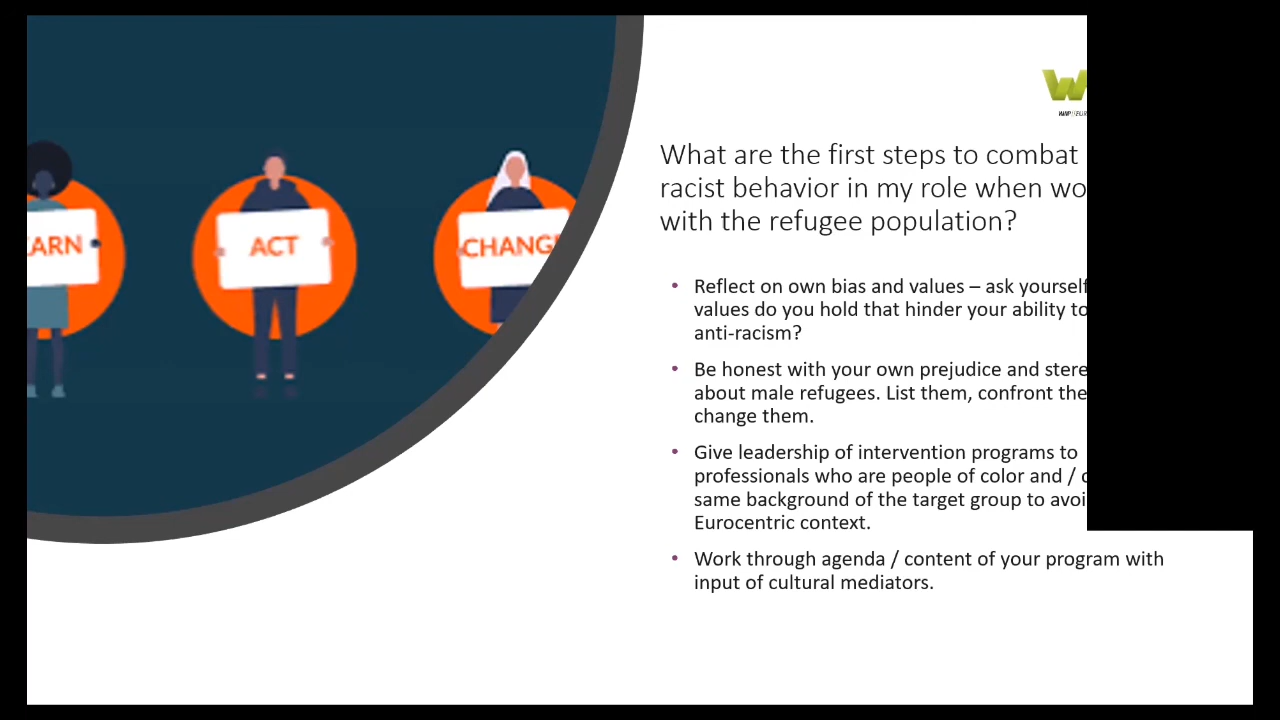 EARN
ACT
CHANG
W
What are the first steps to combat
racist behavior in my role when wo
with the refugee population?
• Reflect on own bias and values – ask yourself
values do you hold that hinder your ability to
anti-racism?
• Be honest with your own prejudice and stere
about male refugees. List them, confront the
change them.
• Give leadership of intervention programs to
professionals who are people of color and /
same background of the target group to avoi
Eurocentric context.
• Work through agenda / content of your program with
input of cultural mediators.